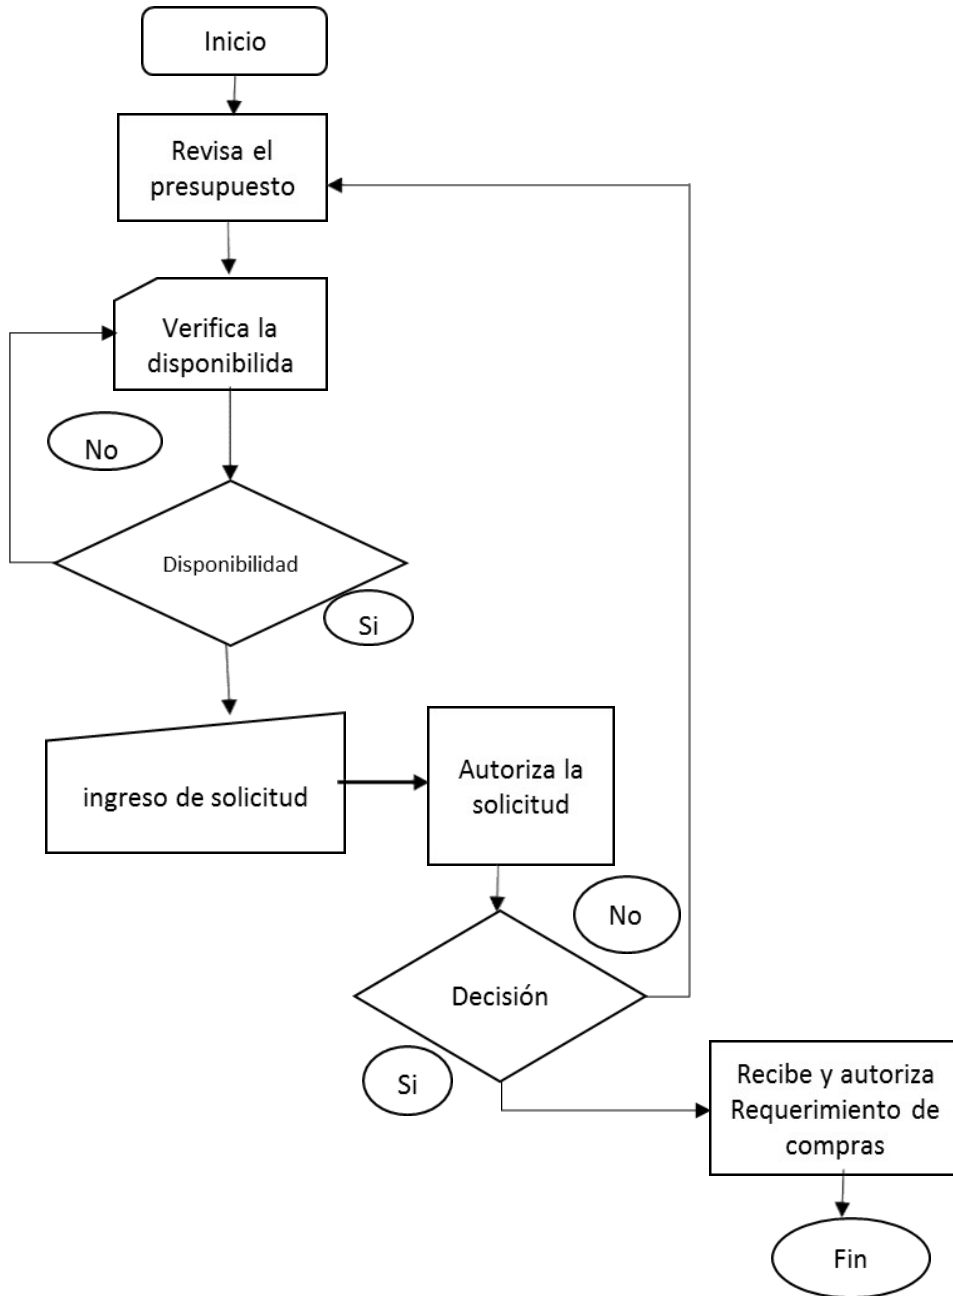 Inicio
Revisa el
presupuesto
Verifica la
disponibilida
No
Disponibilidad
Si
ingreso de solicitud
Autoriza la
solicitud
No
Decisión
Si
Recibe y autoriza
Requerimiento de
compras
Fin